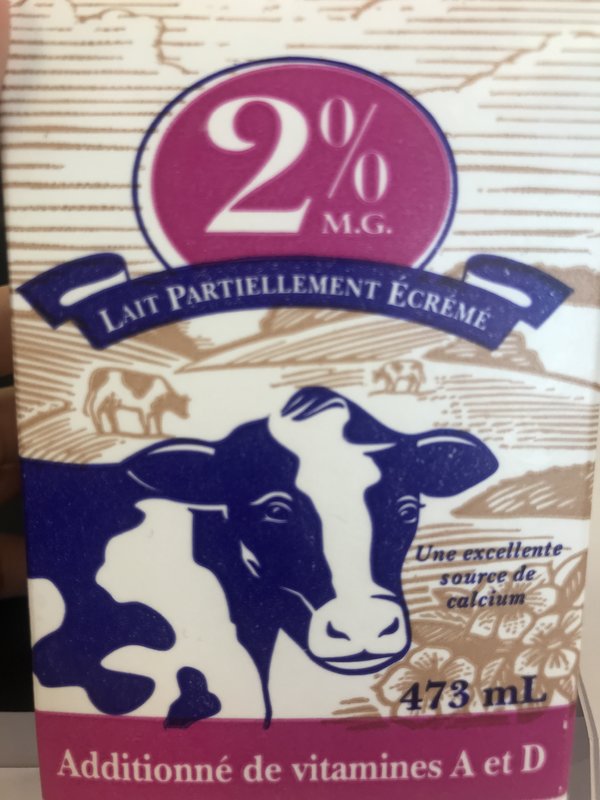 2%
M.G.
LAIT PARTIELLEMENT ÉCRÉMÉ
Une excellente
source de
calcium
473 mL
Additionné de vitamines A et D